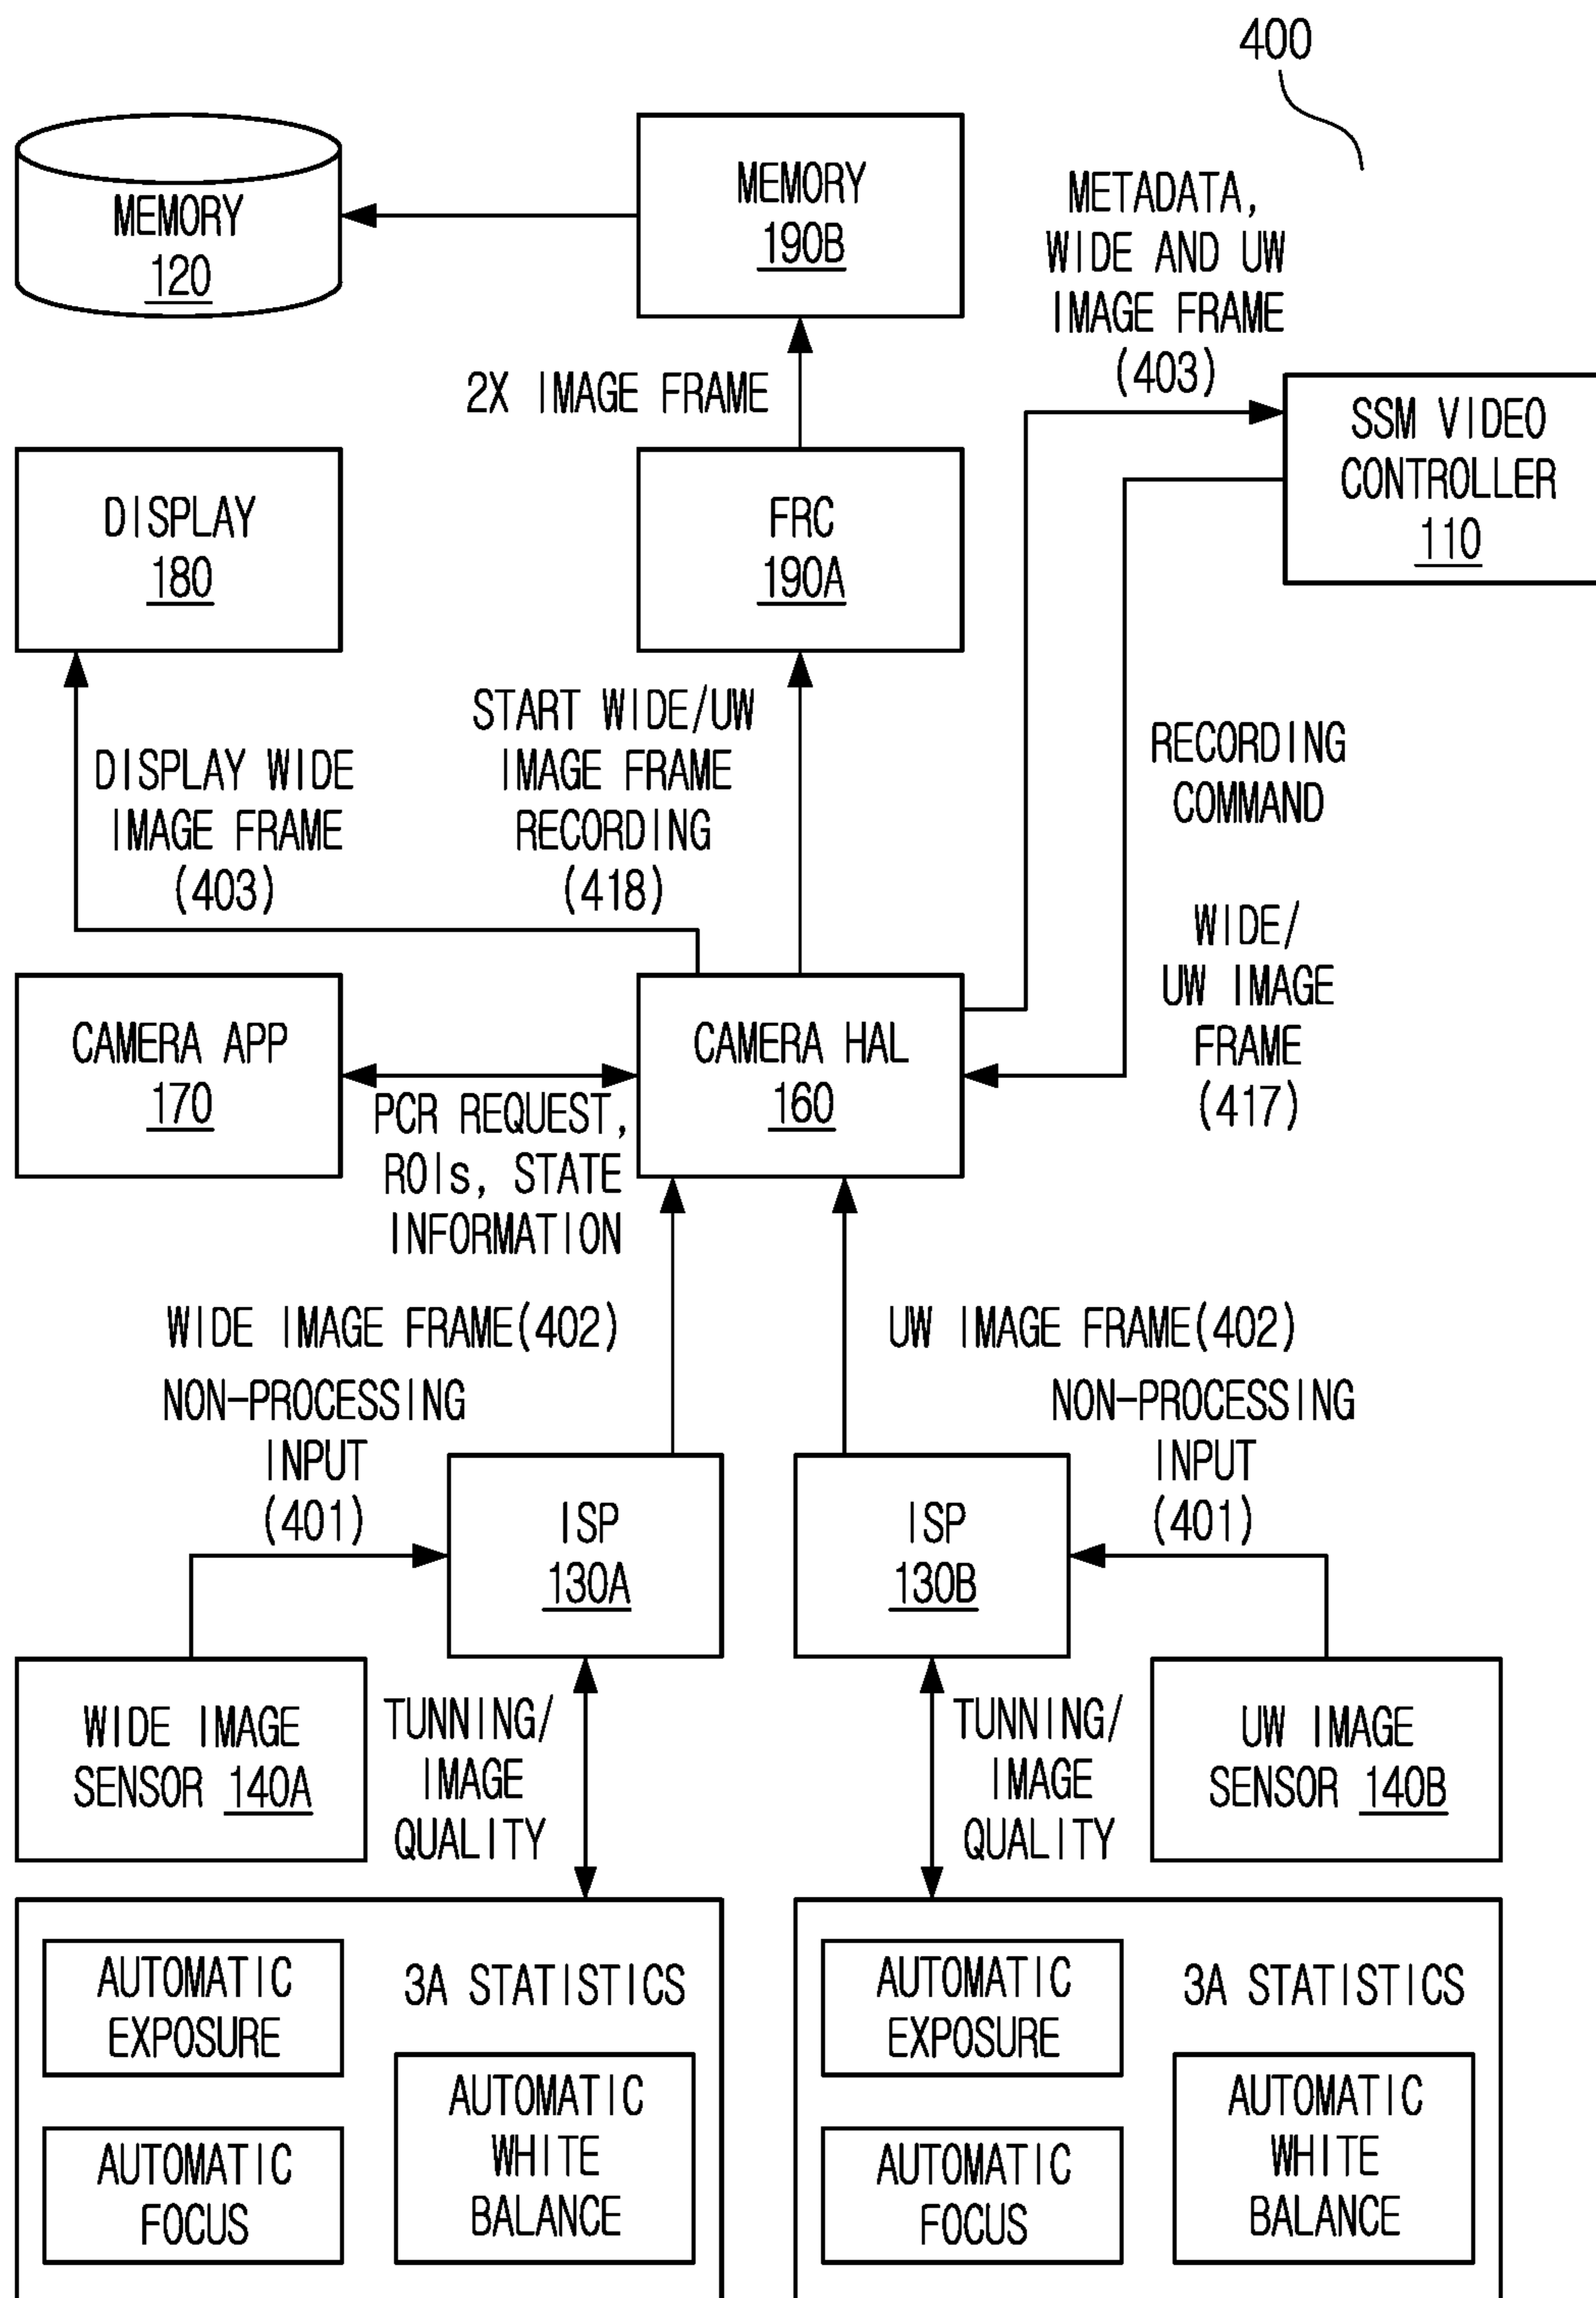 400
MEMORY
120
MEMORY
190B
METADATA,
WIDE AND UW
IMAGE FRAME
(403)
2X IMAGE FRAME
SSM VIDEO
CONTROLLER
110
DISPLAY
180
FRC
190A
DISPLAY WIDE
IMAGE FRAME
(403)
START WIDE/UW
IMAGE FRAME
RECORDING
(418)
RECORDING
COMMAND
WIDE/
UW IMAGE
FRAME
(417)
CAMERA APP
170
PCR REQUEST,
ROIs, STATE
INFORMATION
CAMERA HAL
160
WIDE IMAGE FRAME(402)
UW IMAGE FRAME(402)
NON-PROCESSING
INPUT
(401)
ISP
130A
ISP
130B
NON-PROCESSING
INPUT
(401)
WIDE IMAGE
SENSOR 140A
TUNNING/
IMAGE
QUALITY
TUNNING/
IMAGE
QUALITY
UW IMAGE
SENSOR 140B
AUTOMATIC
EXPOSURE
3A STATISTICS
AUTOMATIC
FOCUS
AUTOMATIC
WHITE
BALANCE
AUTOMATIC
EXPOSURE
3A STATISTICS
AUTOMATIC
FOCUS
AUTOMATIC
WHITE
BALANCE